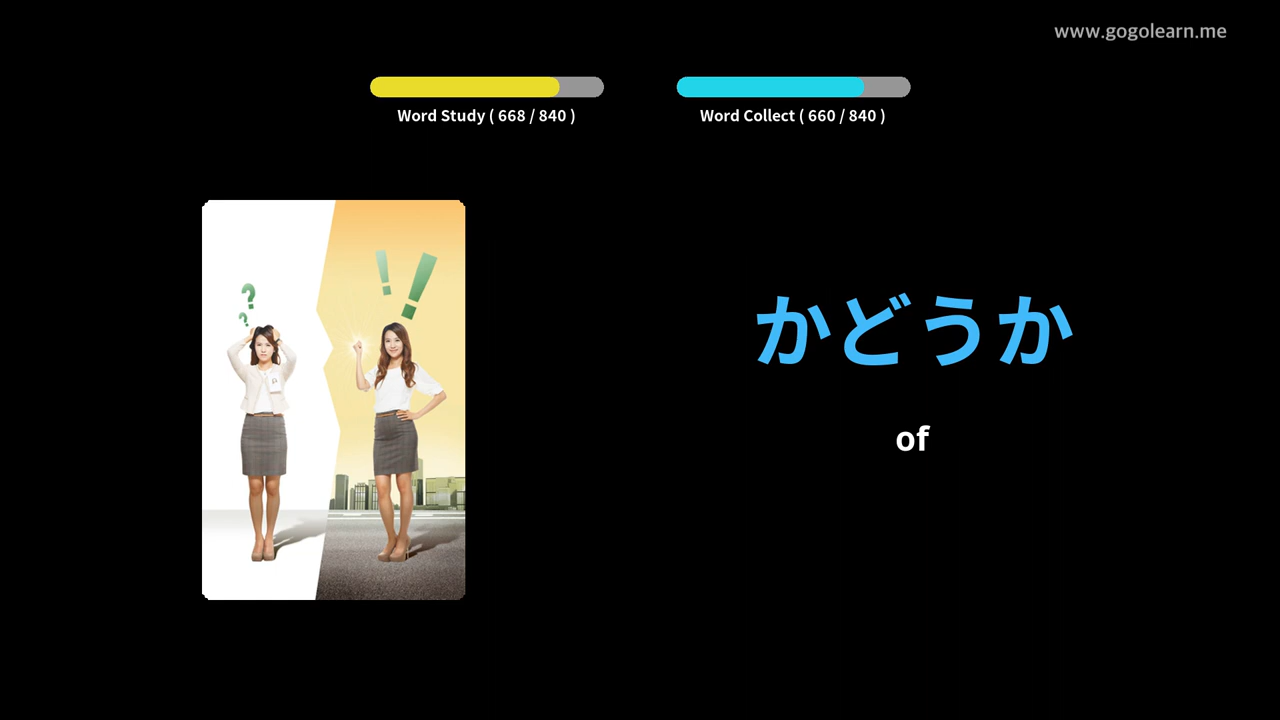 www.gogolearn.me
Word Study ( 668 / 840 )
Word Collect ( 660 / 840 )
? ?
! !
かどうか
of